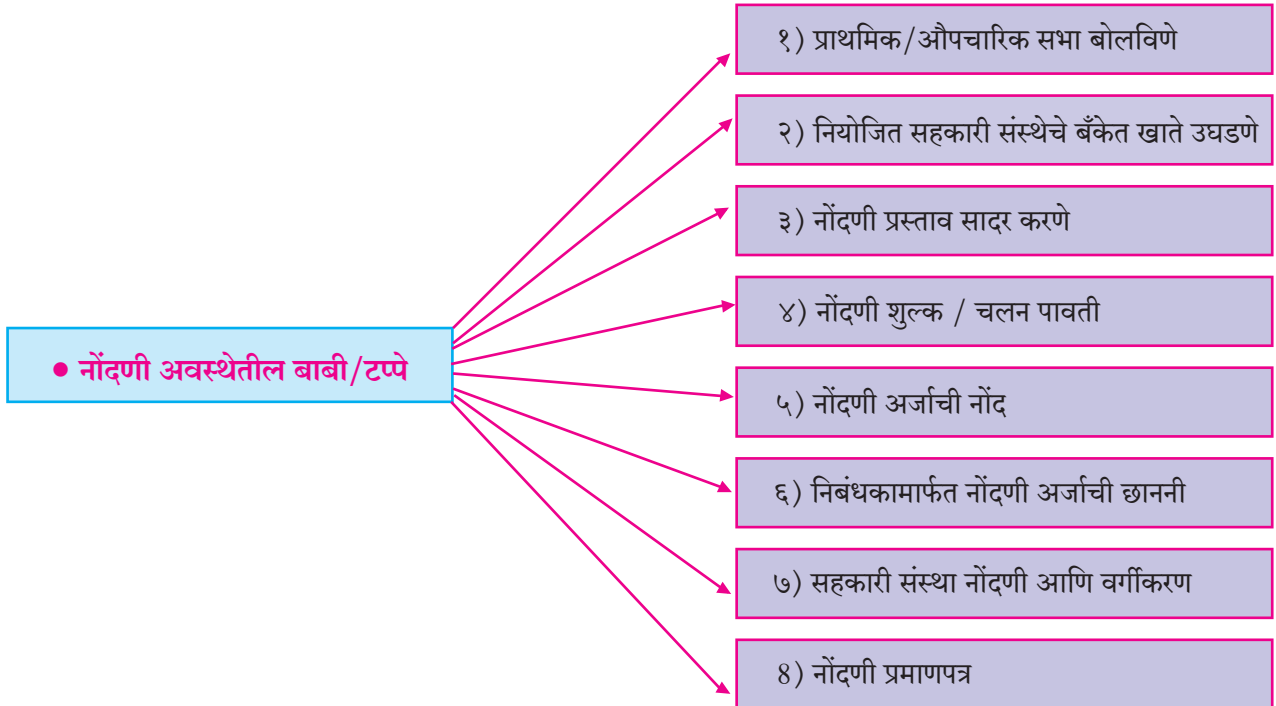 १) प्राथमिक/औपचारिक सभा बोलविणे
२) नियोजित सहकारी संस्थेचे बँकेत खाते उघडणे
३) नोंदणी प्रस्ताव सादर करणे
४) नोंदणी शुल्क / चलन पावती
• नोंदणी अवस्थेतील बाबी/टप्पे
५) नोंदणी अर्जाची नोंद
६) निबंधकामार्फत नोंदणी अर्जाची छाननी
७) सहकारी संस्था नोंदणी आणि वर्गीकरण
8) नोंदणी प्रमाणपत्र